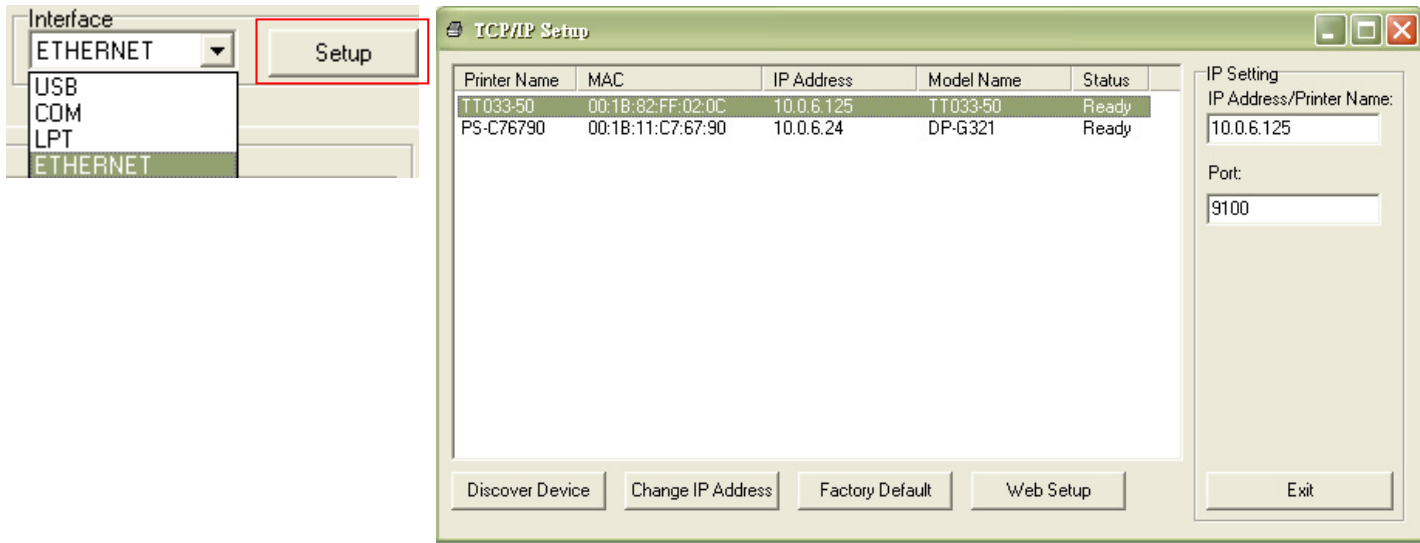 Interface
ETHERNET
Setup
USB
COM
LPT
ETHERNET
TCP/IP Setup
Printer Name MAC IP Address Model Name Status
TT033-50 00:1B:82:FF:02:0C 10.0.6.125 TT033-50 Ready
PS-C76790 00:1B:11:C7:67:90 10.0.6.24 DP-G321 Ready
IP Setting
IP Address/Printer Name:
10.0.6.125
Port:
9100
Discover Device Change IP Address Factory Default Web Setup Exit